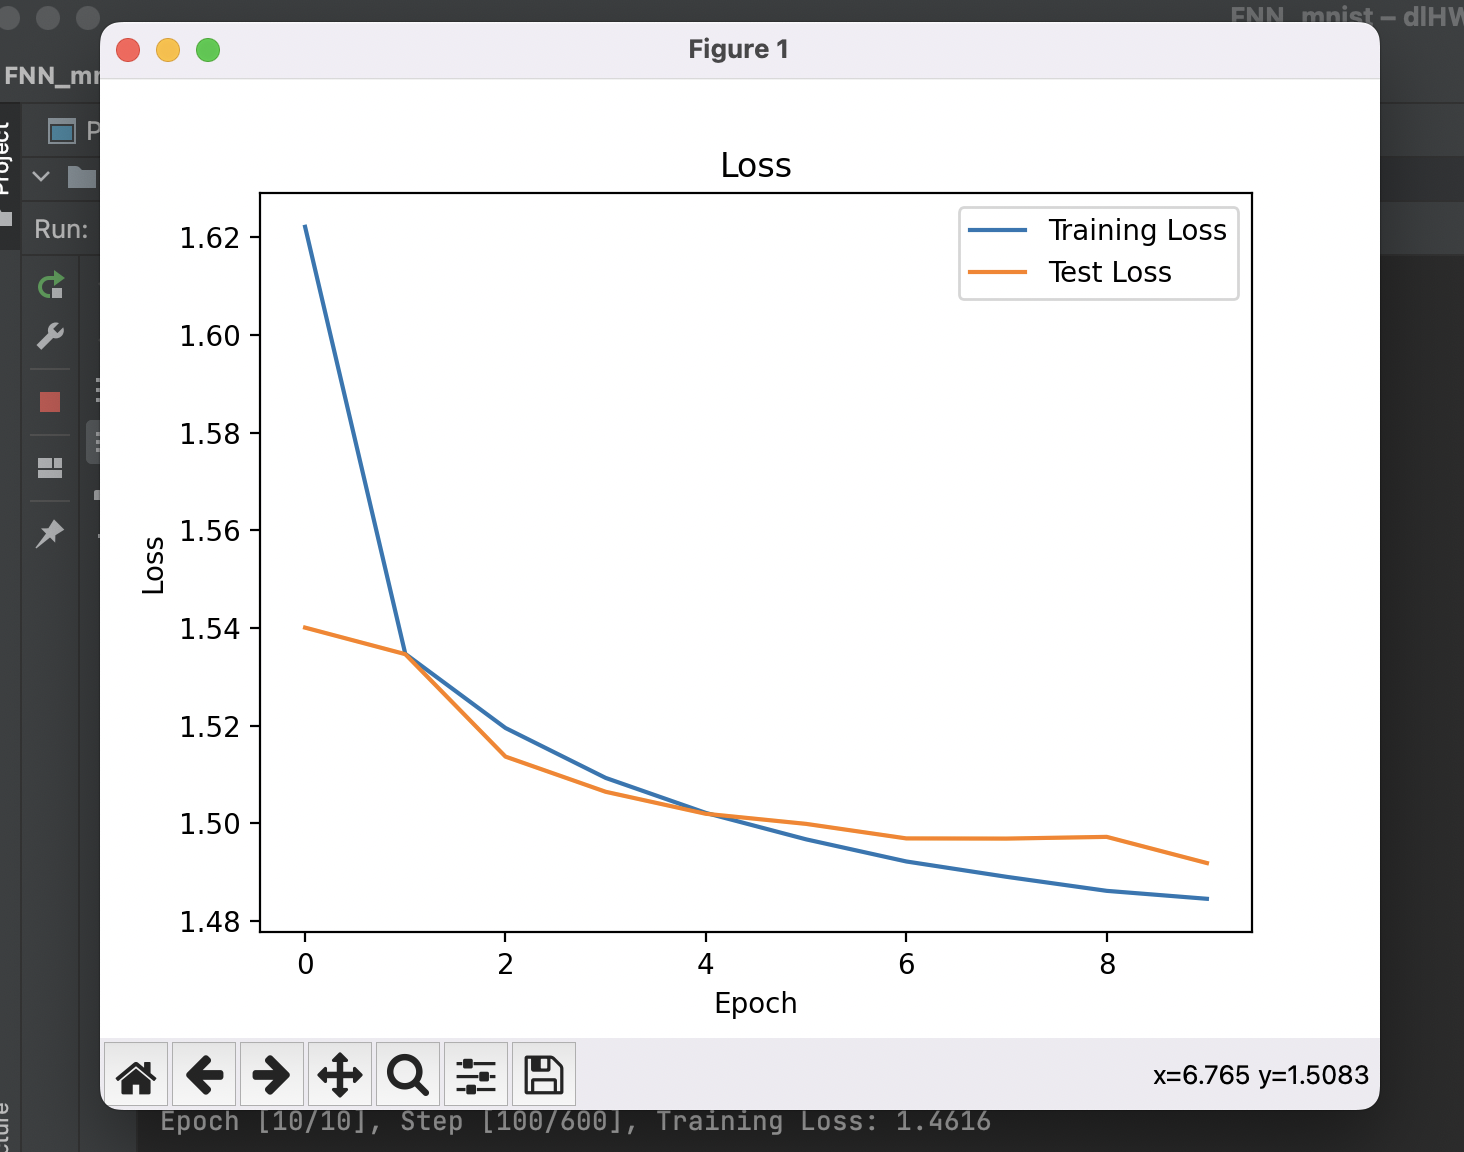 FNN_mnist – dlHW
FNN_mn
Project
P
Run:
Figure 1
Loss
Training Loss
Test Loss
1.62
1.60
1.58
1.56
1.54
1.52
1.50
1.48
Loss
0 2 4 6 8
Epoch
x=6.765 y=1.5083
Epoch [10/10], Step [100/600], Training Loss: 1.4616